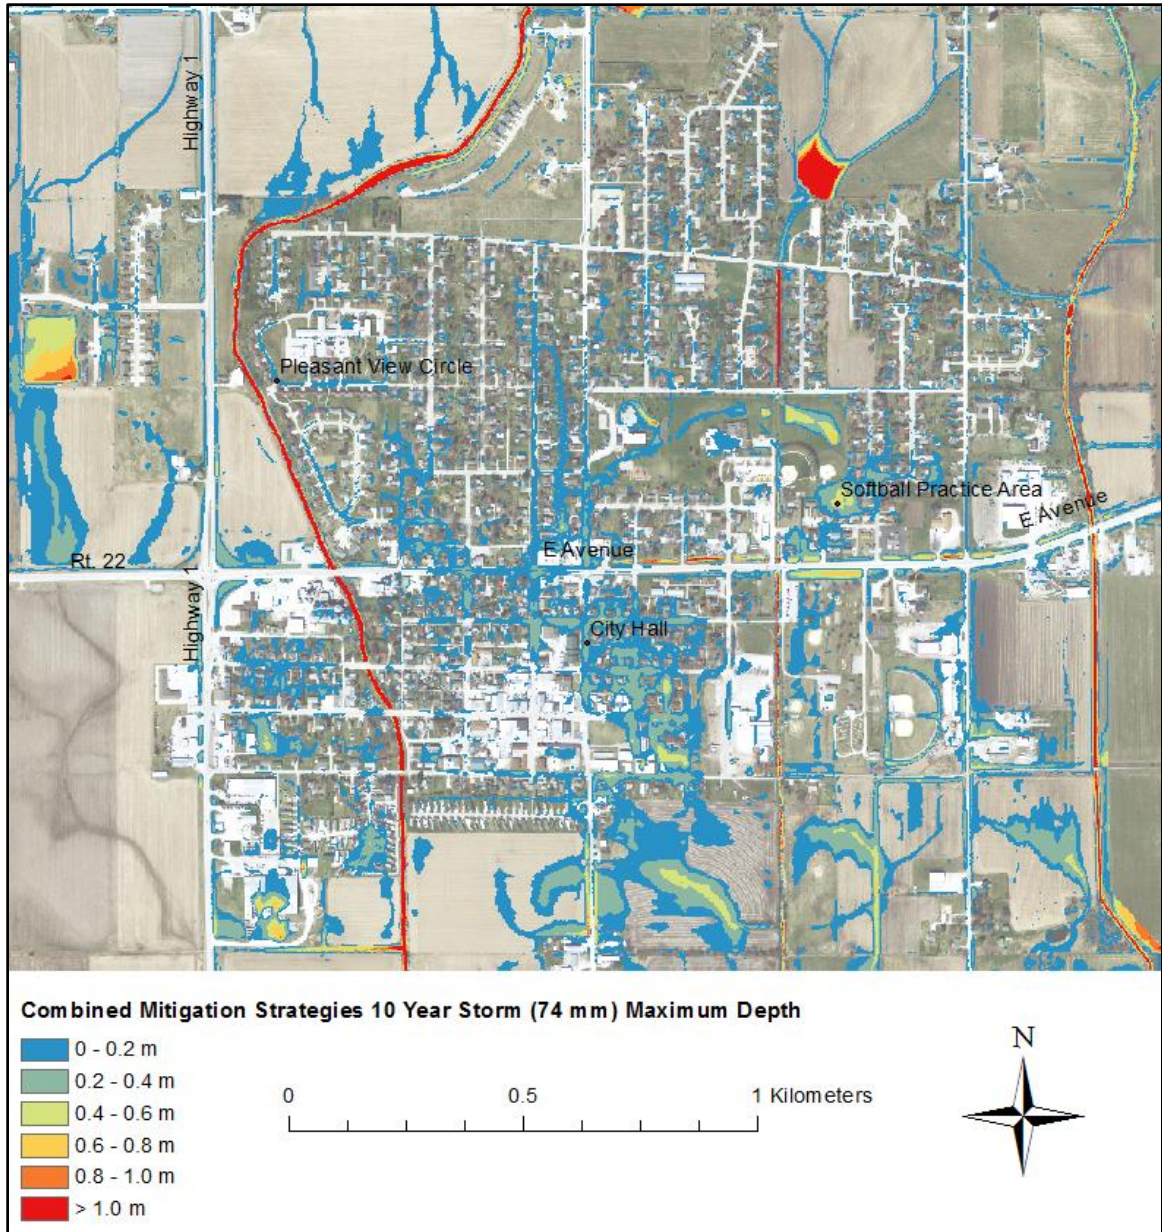 Highway 1
Pleasant View Circle
Softball Practice Area
E Avenue
E Avenue
Rt. 22
City Hall
Highway 1
Combined Mitigation Strategies 10 Year Storm (74 mm) Maximum Depth
0 - 0.2 m
0.2 - 0.4 m
0.4 - 0.6 m
0.6 - 0.8 m
0.8 - 1.0 m
> 1.0 m
0 0.5 1 Kilometers
N